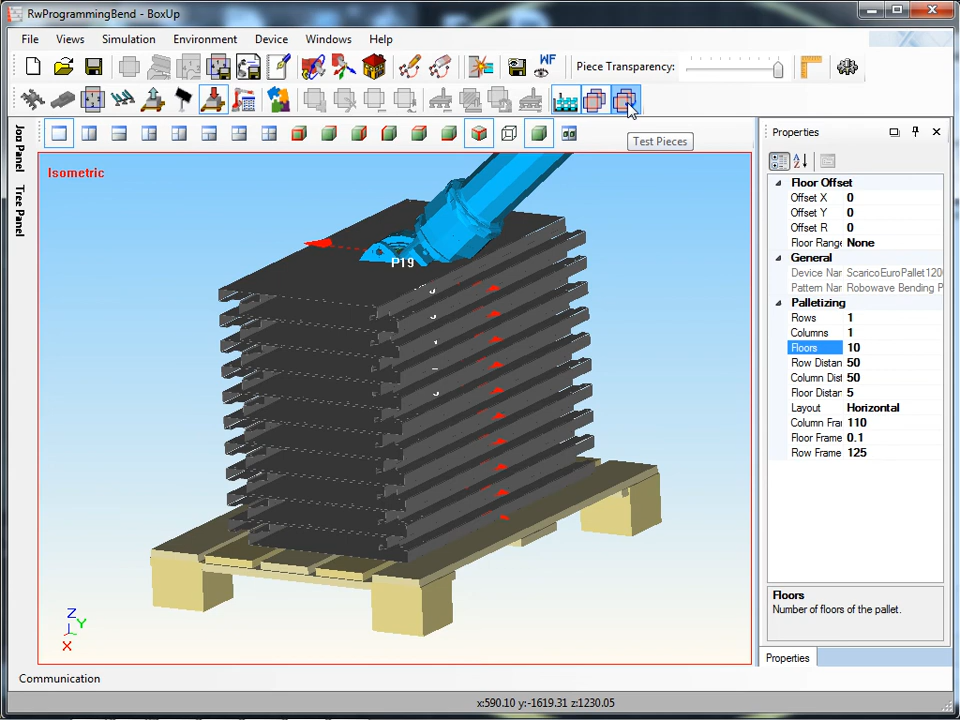 RwProgrammingBend - BoxUp
File Views Simulation Environment Device Windows Help
WF
Piece Transparency:
Test Pieces
Job Panel
Tree Panel
Isometric
P19
Z
Y
X
Properties
Floor Offset
Offset X 0
Offset Y 0
Offset R 0
Floor Rang None
General
Device Nar ScaricoEuroPallet120
Pattern Nar Robowave Bending P
Palletizing
Rows 1
Columns 1
Floors 10
Row Distan 50
Column Dist 50
Floor Distan 5
Layout Horizontal
Column Fra 110
Floor Frame 0.1
Row Frame 125
Floors
Number of floors of the pallet.
Properties
Communication
x:590.10 y:-1619.31 z:1230.05